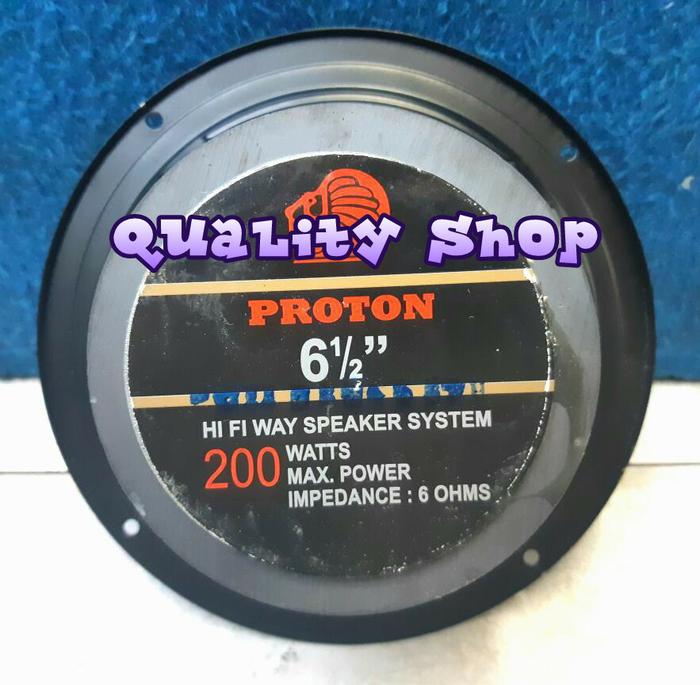 Quality Shop
PROTON
6½”
HI FI WAY SPEAKER SYSTEM
200 WATTS
MAX. POWER
IMPEDANCE : 6 OHMS